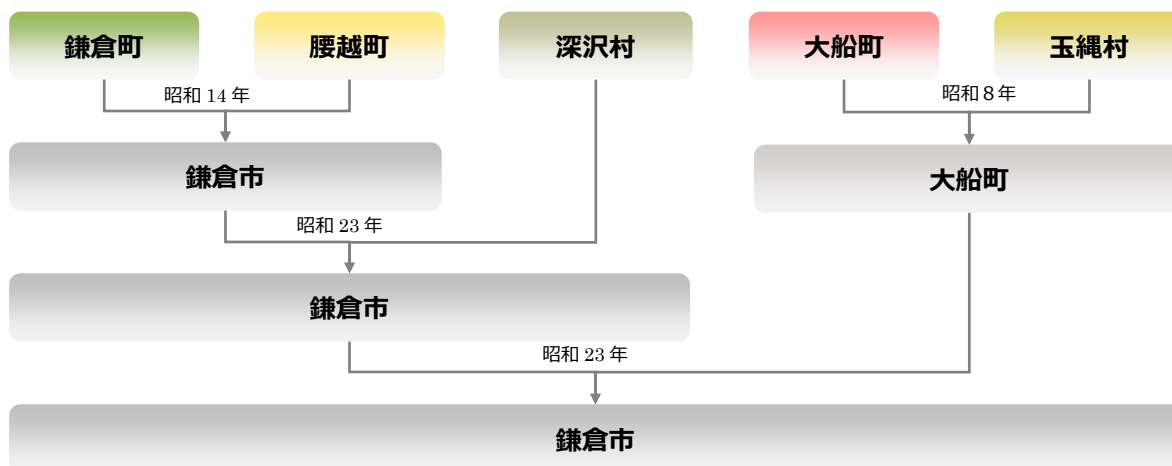 鎌倉町
腰越町
深沢村
大船町
玉縄村
昭和 14 年
昭和8年
鎌倉市
大船町
昭和 23 年
鎌倉市
昭和 23 年
鎌倉市